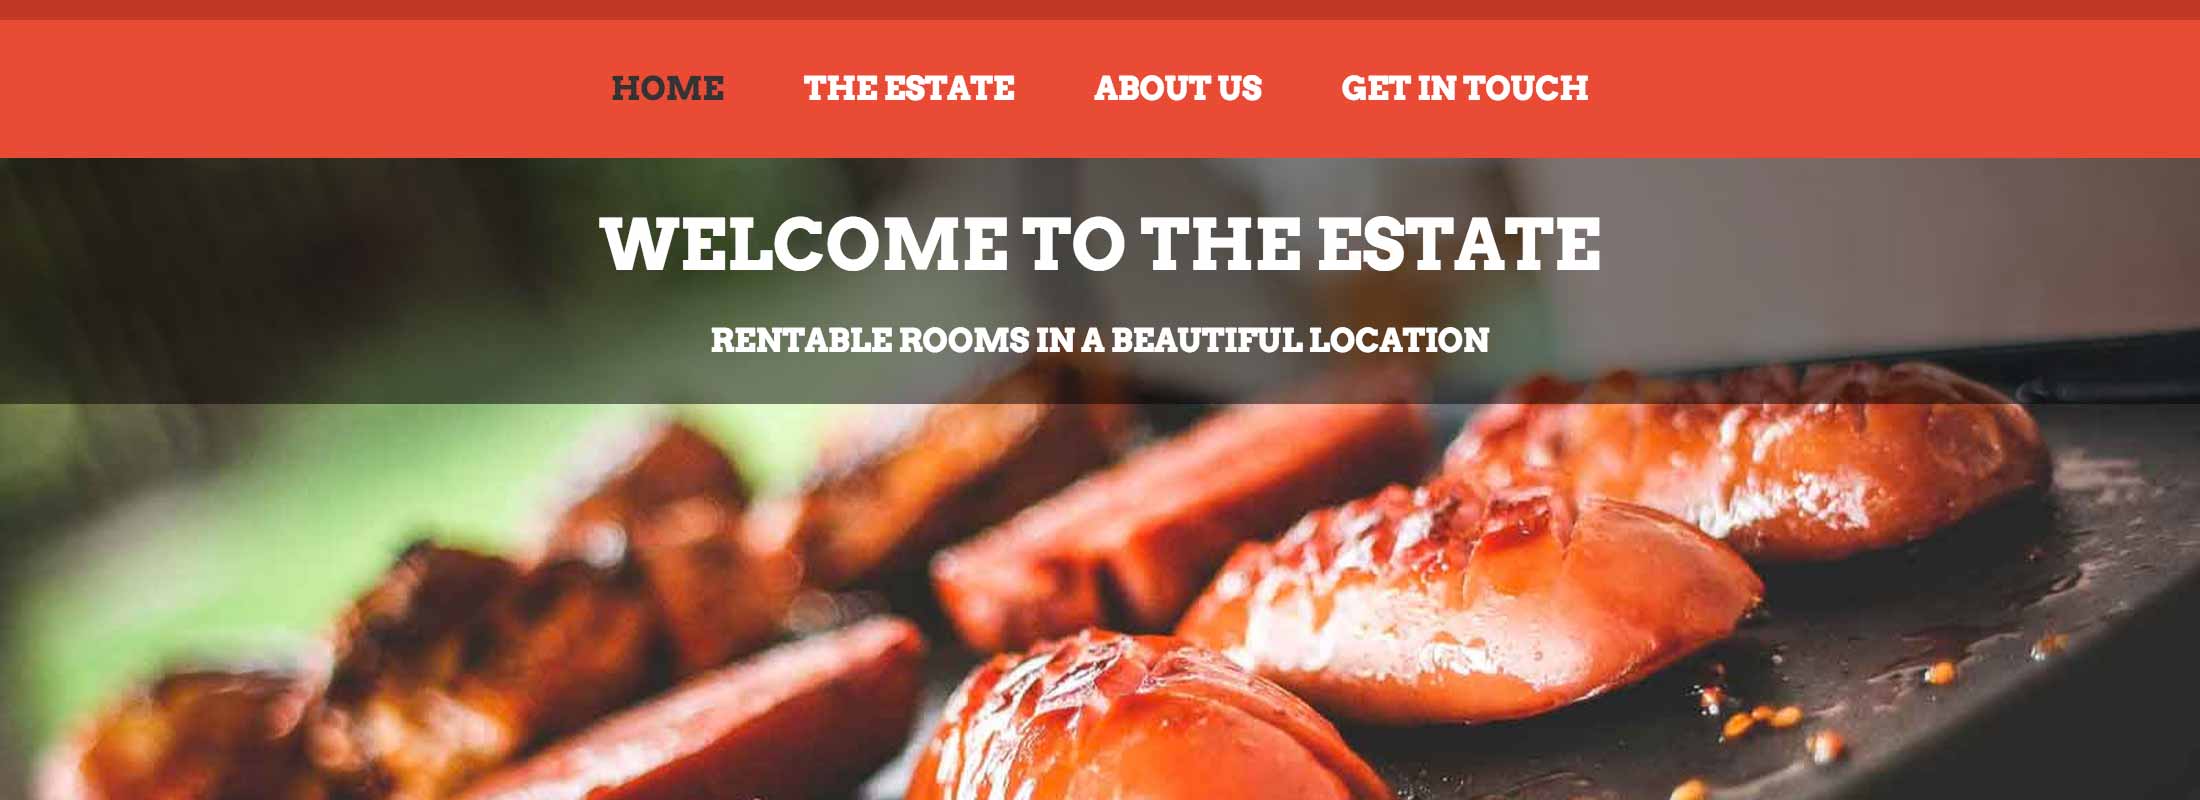 HOME THE ESTATE ABOUT US GET IN TOUCH
WELCOME TO THE ESTATE
RENTABLE ROOMS IN A BEAUTIFUL LOCATION